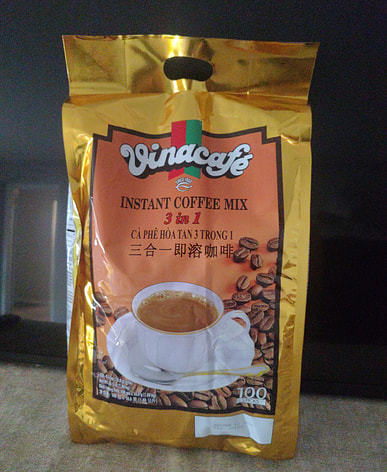 Vinacafé
INSTANT COFFEE MIX
3 in 1
CÀ PHÊ HÒA TAN 3 TRONG 1
三合一即溶咖啡
100